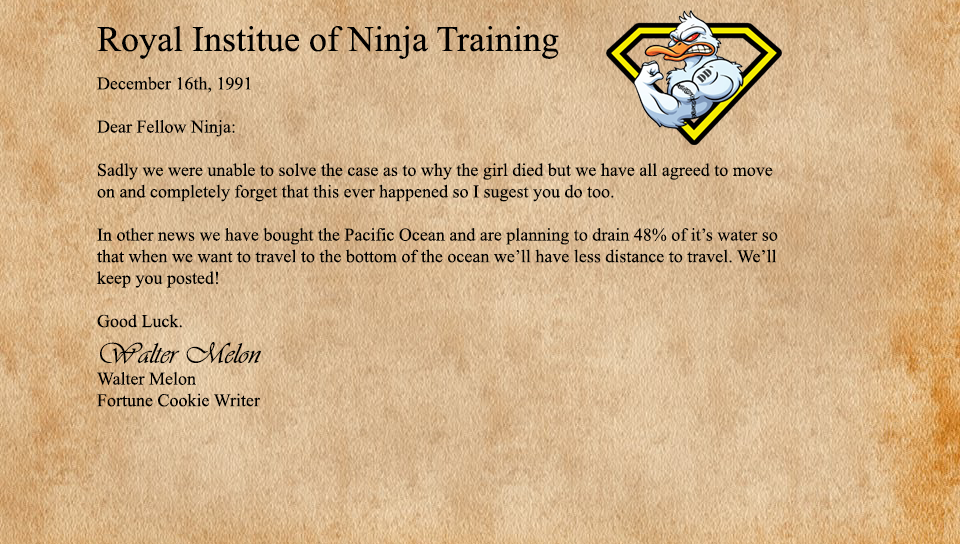 Royal Institue of Ninja Training
DD
December 16th, 1991
Dear Fellow Ninja:
Sadly we were unable to solve the case as to why the girl died but we have all agreed to move
on and completely forget that this ever happened so I sugest you do too.
In other news we have bought the Pacific Ocean and are planning to drain 48% of it’s water so
that when we want to travel to the bottom of the ocean we’ll have less distance to travel. We’ll
keep you posted!
Good Luck.
Walter Melon
Walter Melon
Fortune Cookie Writer